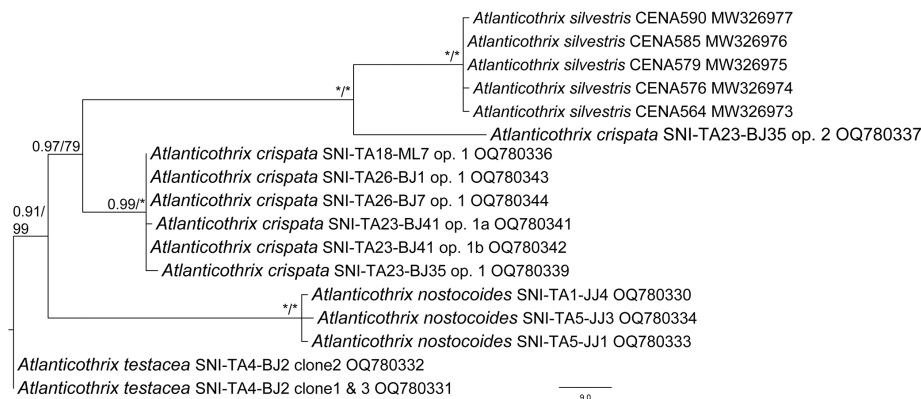 Atlanticothrix silvestris CENA590 MW326977
Atlanticothrix silvestris CENA585 MW326976
*/*
Atlanticothrix silvestris CENA579 MW326975
*/*
Atlanticothrix silvestris CENA576 MW326974
Atlanticothrix silvestris CENA564 MW326973
Atlanticothrix crispata SNI-TA23-BJ35 op. 2 OQ780337
0.97/79
Atlanticothrix crispata SNI-TA18-ML7 op. 1 OQ780336
Atlanticothrix crispata SNI-TA26-BJ1 op. 1 OQ780343
0.99/*
Atlanticothrix crispata SNI-TA26-BJ7 op. 1 OQ780344
0.91/
99
Atlanticothrix crispata SNI-TA23-BJ41 op. 1a OQ780341
Atlanticothrix crispata SNI-TA23-BJ41 op. 1b OQ780342
Atlanticothrix crispata SNI-TA23-BJ35 op. 1 OQ780339
*/*
Atlanticothrix nostocoides SNI-TA1-JJ4 OQ780330
Atlanticothrix nostocoides SNI-TA5-JJ3 OQ780334
Atlanticothrix nostocoides SNI-TA5-JJ1 OQ780333
Atlanticothrix testacea SNI-TA4-BJ2 clone2 OQ780332
Atlanticothrix testacea SNI-TA4-BJ2 clone1 & 3 OQ780331
9.0